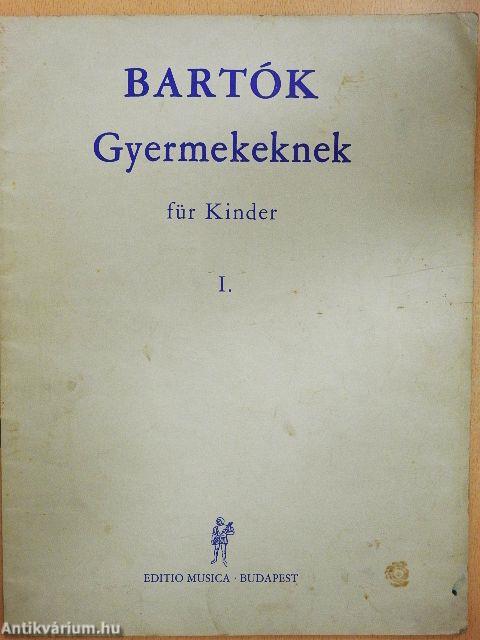 BARTÓK
Gyermekeknek
für Kinder
I.
EDITIO MUSICA · BUDAPEST
Antikvárium.hu